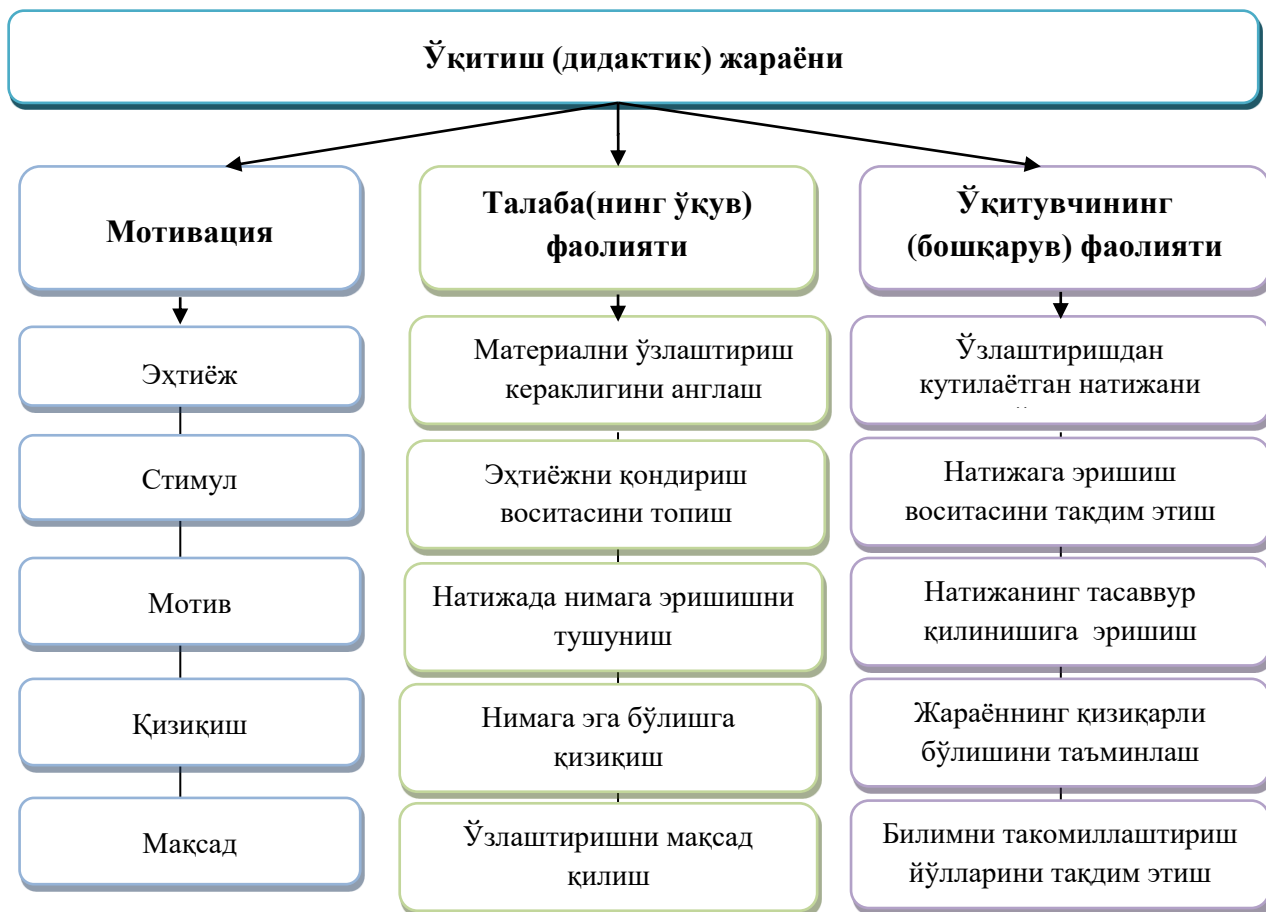 Ўқитиш (дидактик) жараёни
Мотивация
Эҳтиёж
Стимул
Мотив
Қизиқиш
Мақсад
Талаба(нинг ўқув)
фаолияти
Материални ўзлаштириш
кераклигини англаш
Эҳтиёжни қондириш
воситасини топиш
Натижада нимага эришишни
тушуниш
Нимага эга бўлишга
қизиқиш
Ўзлаштиришни мақсад
қилиш
Ўқитувчининг
(бошқарув) фаолияти
Ўзлаштиришдан
кутилаётган натижани
Натижага эришиш
воситасини тақдим этиш
Натижанинг тасаввур
қилинишига эришиш
Жараённинг қизиқарли
бўлишини таъминлаш
Билимни такомиллаштириш
йўлларини тақдим этиш